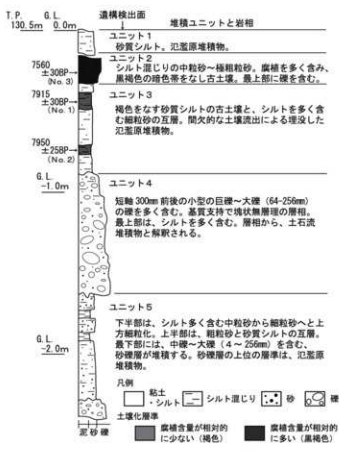 T.P.
130.5m
G.L.
0.0m
遺構検出面
堆積ユニットと岩相
ユニット1
砂質シルト。氾濫原堆積物。
7560
±30BP
(No.3)
ユニット2
シルト混じりの中粒砂～極粗粒砂。腐植を多く含み、
黒褐色の暗色帯をなし古土壌。最上部に礫を含む。
7915
±30BP
(No.1)
ユニット3
褐色をなす砂質シルトの古土壌と、シルトを多く含
む細粒砂の互層。間欠的な土壌流出による埋没した
氾濫原堆積物。
7950
±25BP
(No.2)
G.L.
-1.0m
ユニット4
短軸300mm前後の小型の巨礫～大礫(64-256mm)
の礫を多く含む。基質支持で塊状無層理の層相。
最上部は、シルトを多く含む。層相から、土石流
堆積物と解釈される。
ユニット5
下半部は、シルト多く含む中粒砂から細粒砂へと上
方細粒化。上半部は、粗粒砂と砂質シルトの互層。
最下部には、中礫～大礫(4～256mm)を含む、
砂礫層が堆積する。砂礫層の上位の層準は、氾濫原
堆積物。
G.L.
-2.0m
凡例
粘土
・シルト
シルト混じり
砂
礫
土壌化層準
腐植含量が相対的
に少ない(褐色)
腐植含量が相対的
に多い(黒褐色)
泥 砂 礫